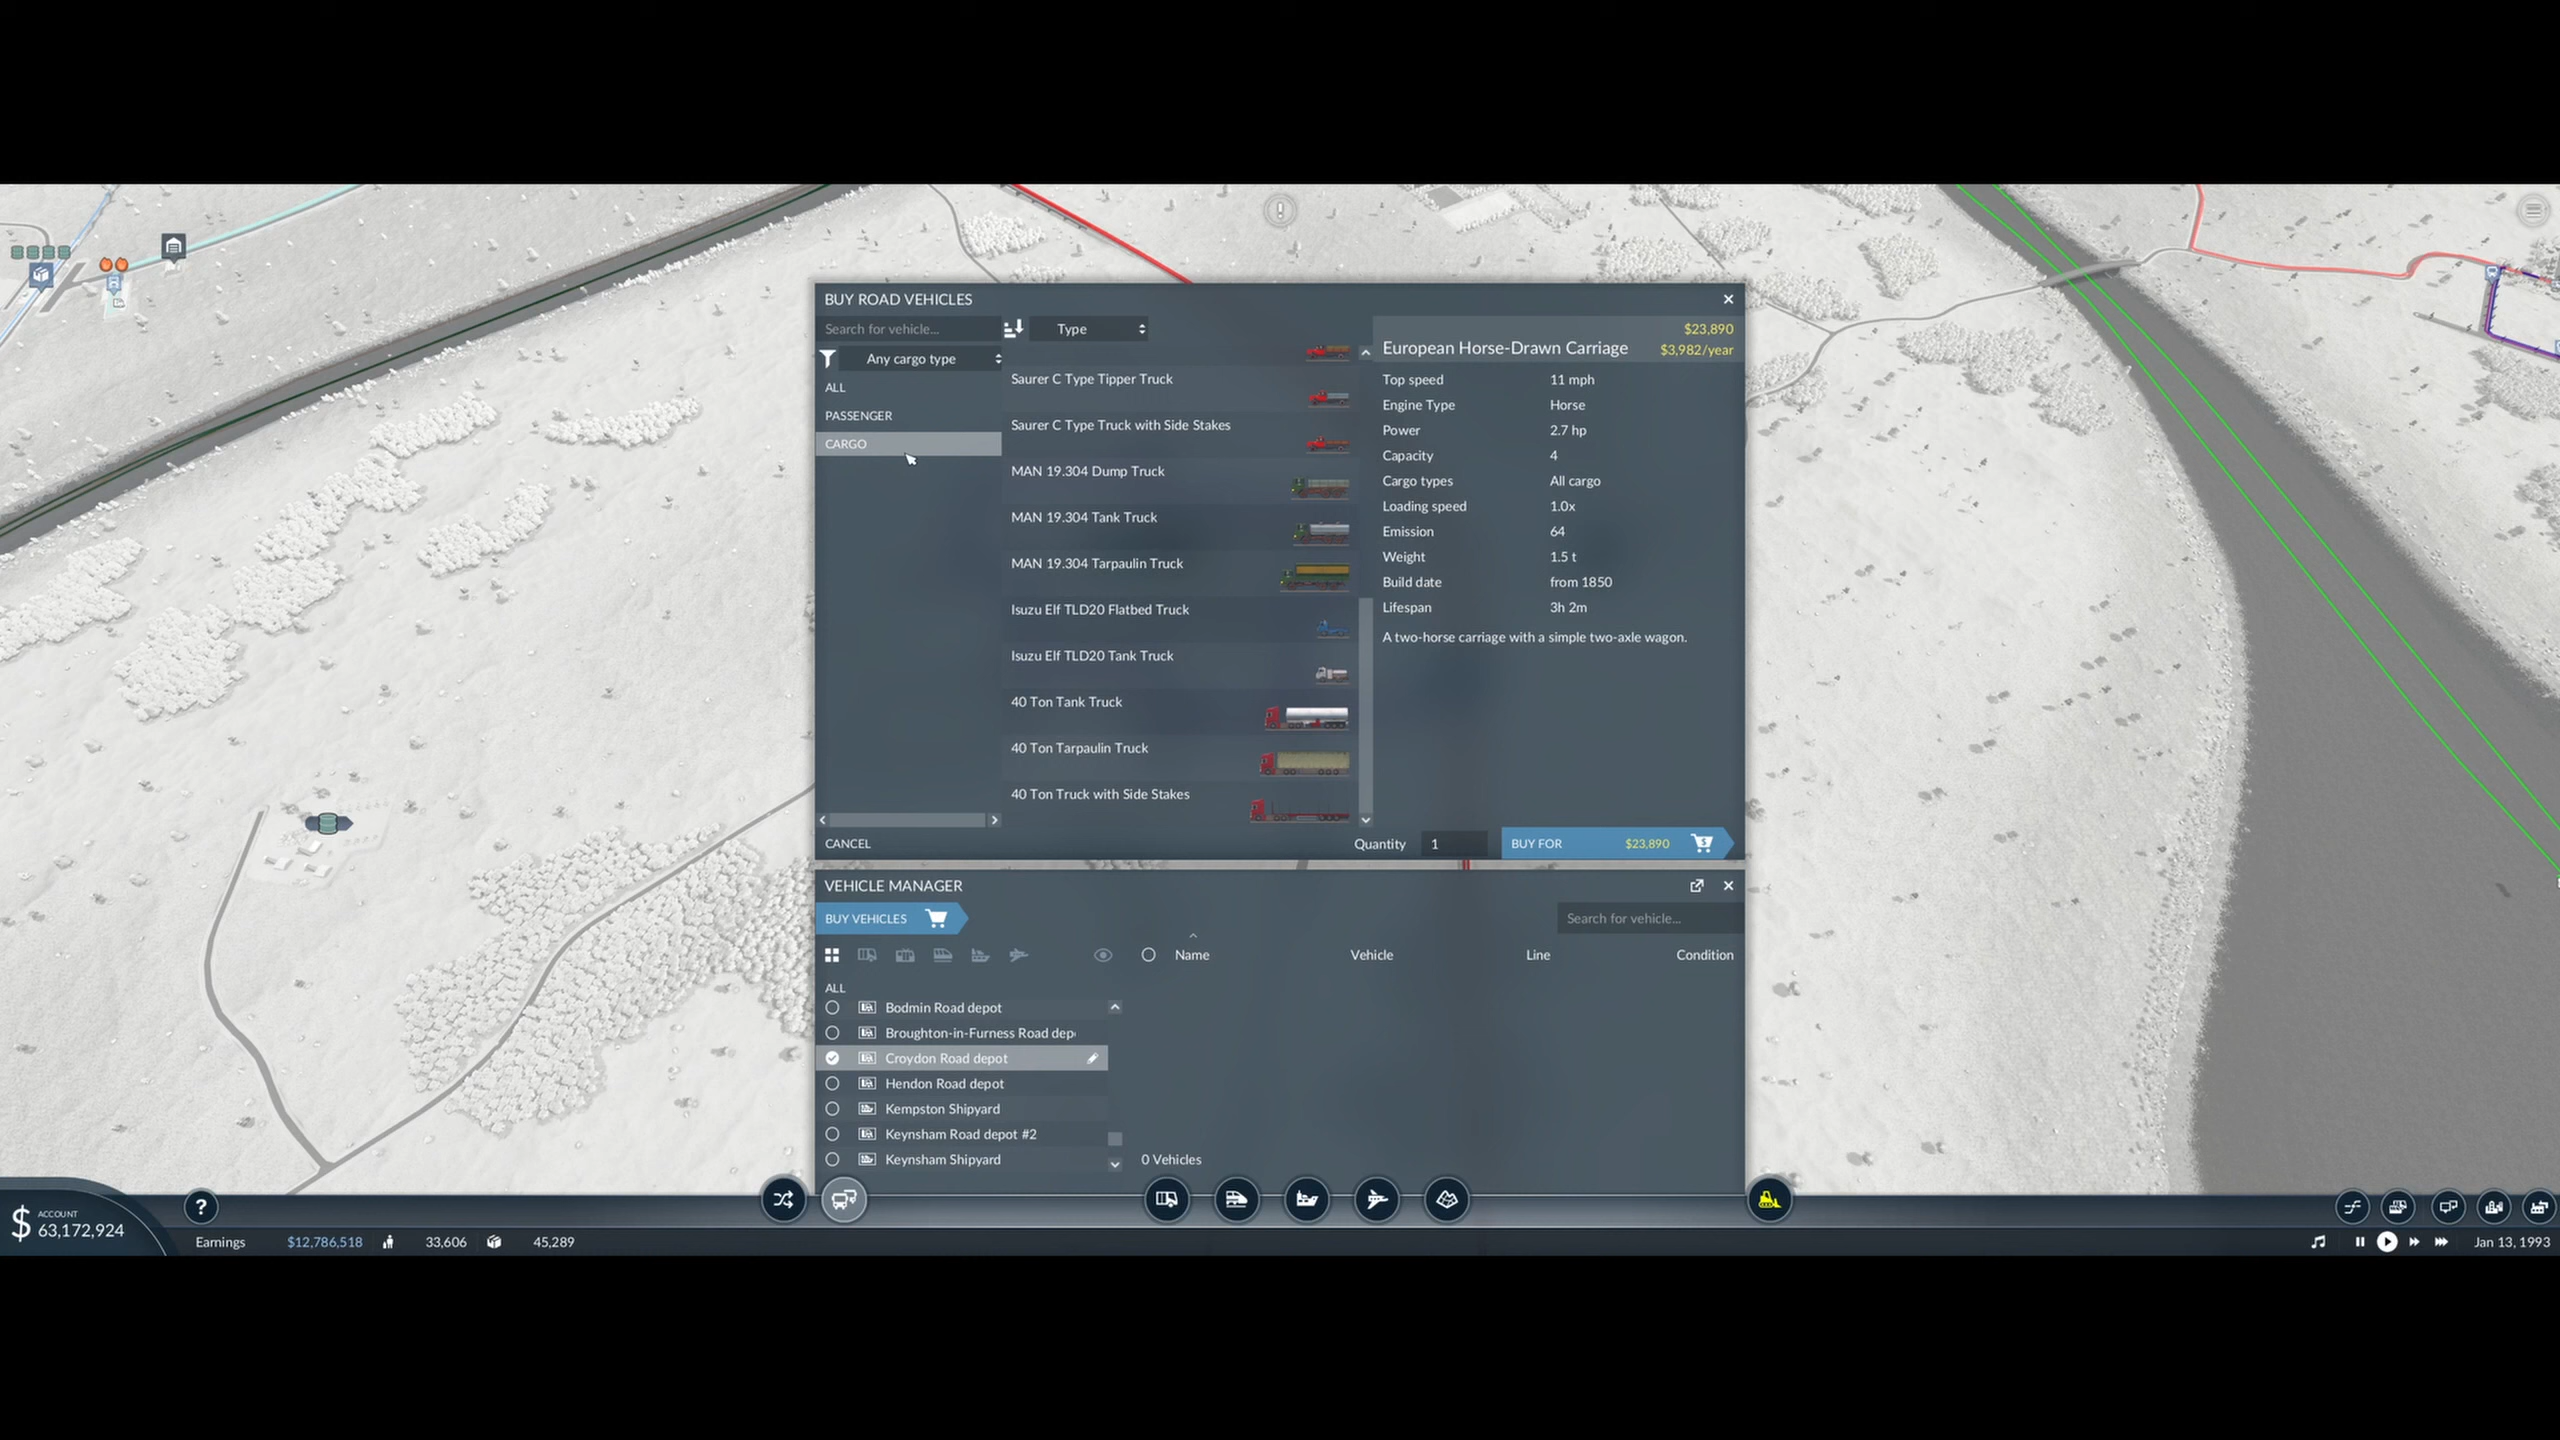 BUY ROAD VEHICLES
Search for vehicle...
Type
Any cargo type
ALL
PASSENGER
CARGO
Saurer C Type Tipper Truck
Saurer C Type Truck with Side Stakes
MAN 19.304 Dump Truck
MAN 19.304 Tank Truck
MAN 19.304 Tarpaulin Truck
Isuzu Elf TLD20 Flatbed Truck
Isuzu Elf TLD20 Tank Truck
40 Ton Tank Truck
40 Ton Tarpaulin Truck
40 Ton Truck with Side Stakes
$23,890
European Horse-Drawn Carriage $3,982/year
Top speed 11 mph
Engine Type Horse
Power 2.7 hp
Capacity 4
Cargo types All cargo
Loading speed 1.0x
Emission 64
Weight 1.5 t
Build date from 1850
Lifespan 3h 2m
A two-horse carriage with a simple two-axle wagon.
CANCEL
Quantity 1
BUY FOR $23,890
VEHICLE MANAGER
BUY VEHICLES
Search for vehicle...
Name Vehicle Line Condition
ALL
Bodmin Road depot
Broughton-in-Furness Road dep
Croydon Road depot
Hendon Road depot
Kempston Shipyard
Keynsham Road depot #2
Keynsham Shipyard
0 Vehicles
?
$ ACCOUNT
63,172,924
Earnings $12,786,518 33,606 45,289
Jan 13, 1993